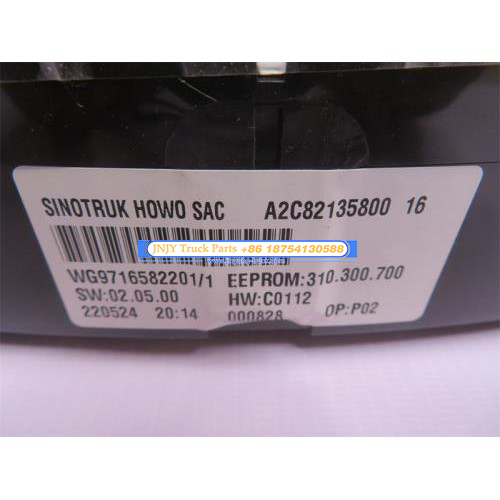 SINOTRUK HOWO SAC A2C82135800 16
JNJY Truck Parts +86 18754130588
WG9716582201/1 EEPROM:310.300.700
SW:02.05.00 HW:C0112
220524 20:14 000828 OP:P02